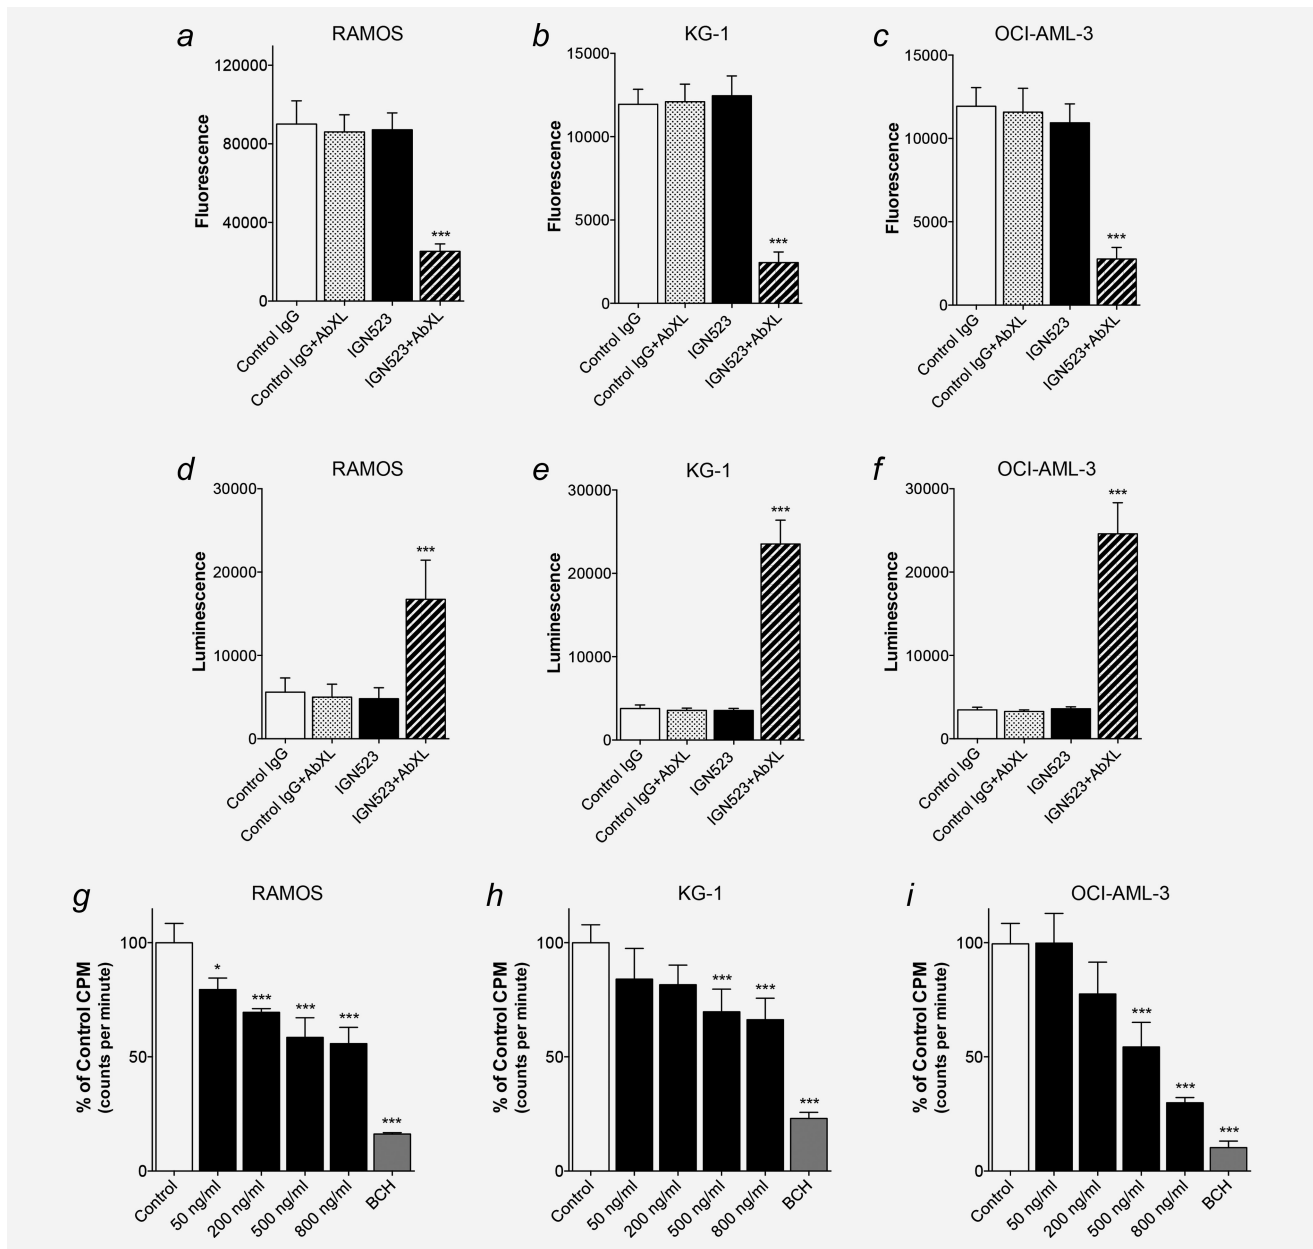 a
RAMOS
Fluorescence
120000
80000
40000
0
***
Control IgG
Control IgG+AbXL
IGN523
IGN523+AbXL
b
KG-1
Fluorescence
15000
10000
5000
0
***
Control IgG
Control IgG+AbXL
IGN523
IGN523+AbXL
c
OCI-AML-3
Fluorescence
15000
10000
5000
0
***
Control IgG
Control IgG+AbXL
IGN523
IGN523+AbXL
d
RAMOS
Luminescence
30000
20000
10000
0
***
Control IgG
Control IgG+AbXL
IGN523
IGN523+AbXL
e
KG-1
Luminescence
30000
20000
10000
0
***
Control IgG
Control IgG+AbXL
IGN523
IGN523+AbXL
f
OCI-AML-3
Luminescence
30000
20000
10000
0
***
Control IgG
Control IgG+AbXL
IGN523
IGN523+AbXL
g
RAMOS
% of Control CPM
(counts per minute)
100
50
0
*
***
***
***
***
Control
50 ng/ml
200 ng/ml
500 ng/ml
800 ng/ml
BCH
h
KG-1
% of Control CPM
(counts per minute)
100
50
0
***
***
***
Control
50 ng/ml
200 ng/ml
500 ng/ml
800 ng/ml
BCH
i
OCI-AML-3
% of Control CPM
(counts per minute)
100
50
0
***
***
***
Control
50 ng/ml
200 ng/ml
500 ng/ml
800 ng/ml
BCH